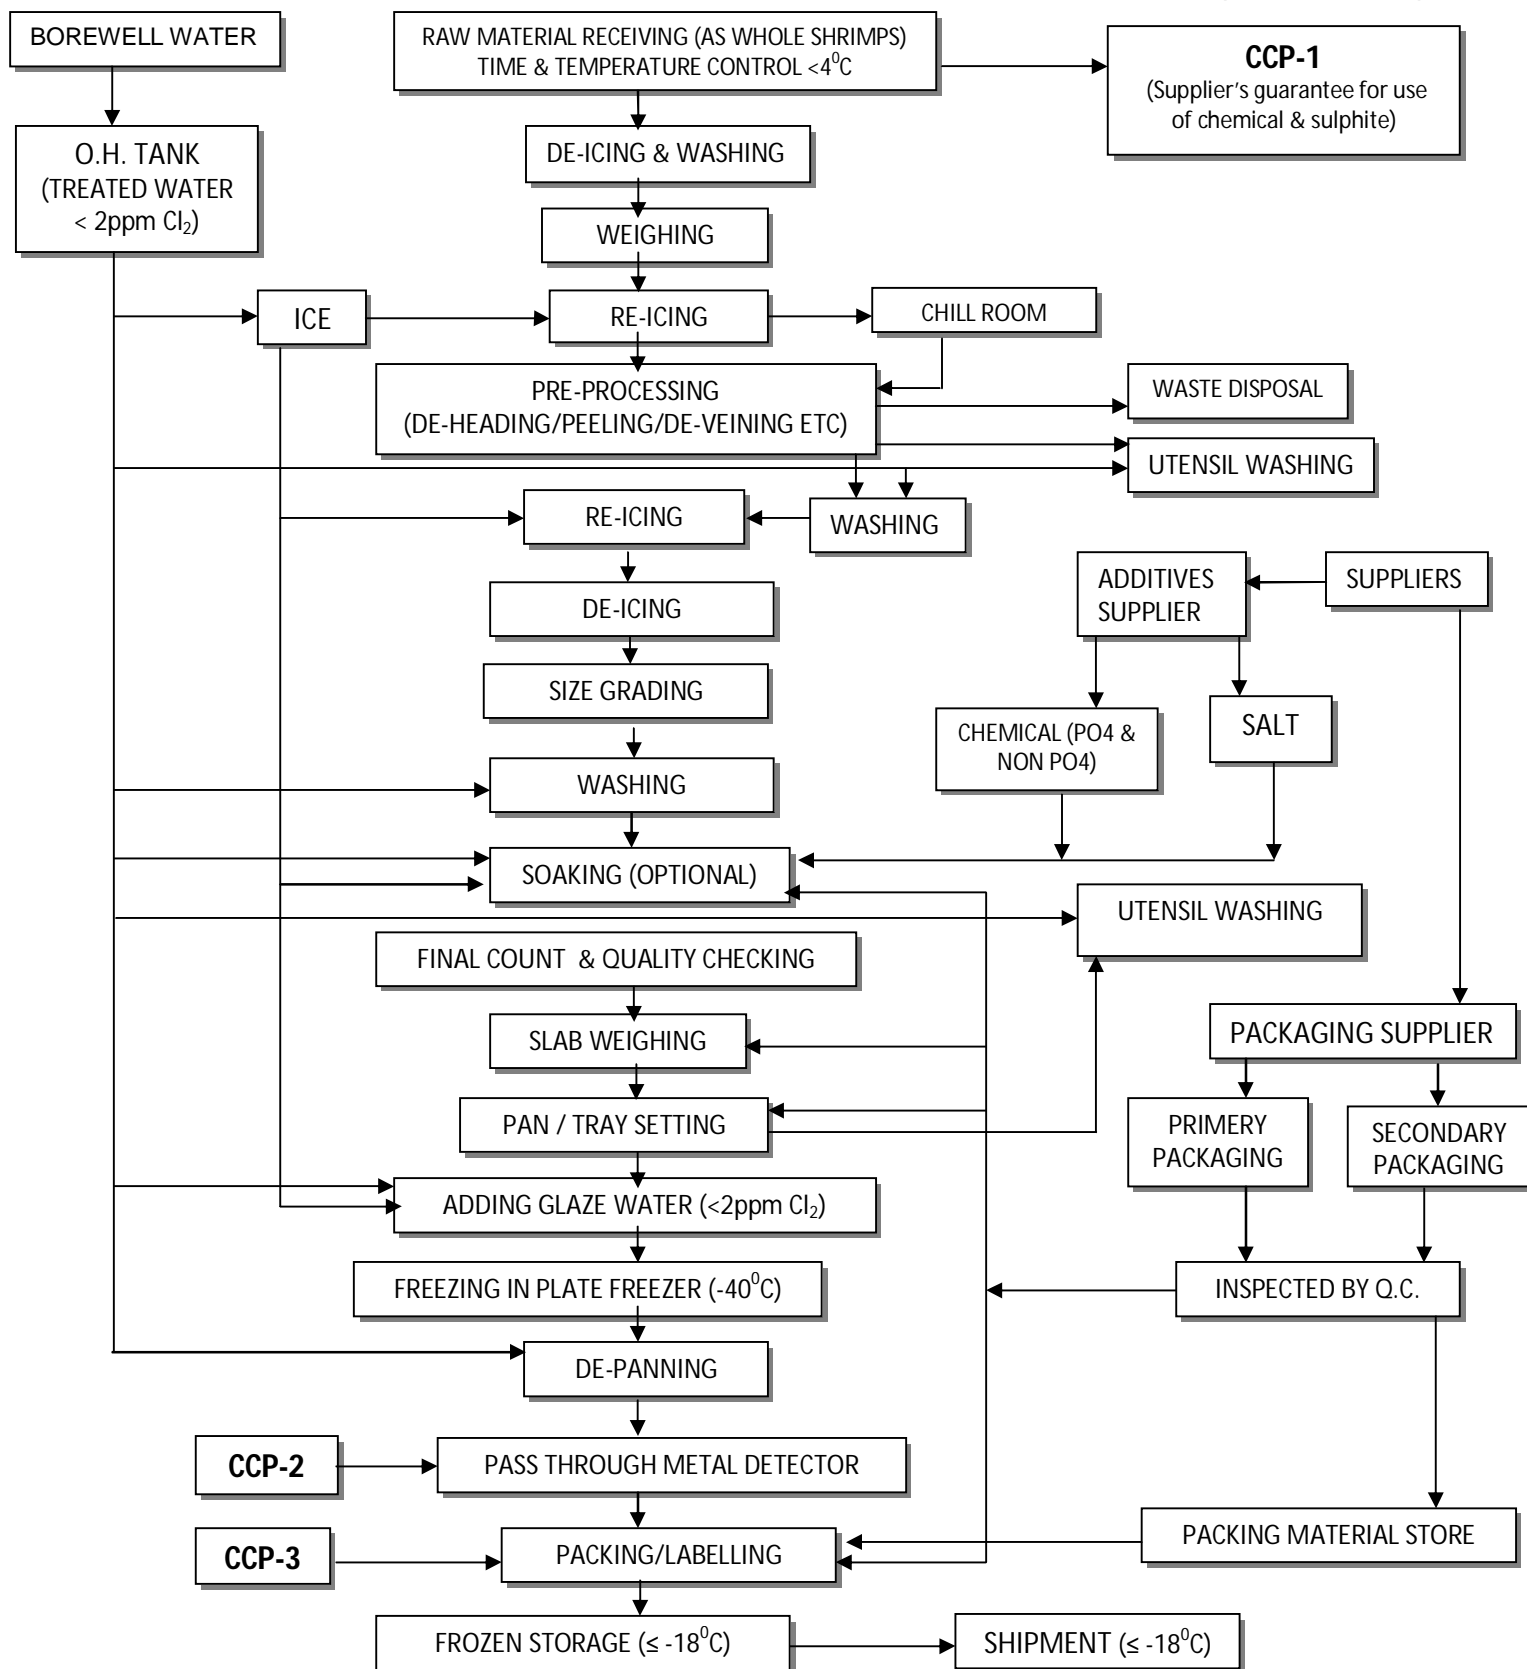 BOREWELL WATER
RAW MATERIAL RECEIVING (AS WHOLE SHRIMPS)
TIME & TEMPERATURE CONTROL <4⁰C
CCP-1
(Supplier's guarantee for use
of chemical & sulphite)
O.H. TANK
(TREATED WATER
< 2ppm Cl₂)
DE-ICING & WASHING
WEIGHING
ICE
RE-ICING
CHILL ROOM
PRE-PROCESSING
(DE-HEADING/PEELING/DE-VEINING ETC)
WASTE DISPOSAL
UTENSIL WASHING
RE-ICING
WASHING
ADDITIVES
SUPPLIER
SUPPLIERS
DE-ICING
SIZE GRADING
CHEMICAL (PO4 &
NON PO4)
SALT
WASHING
SOAKING (OPTIONAL)
UTENSIL WASHING
FINAL COUNT & QUALITY CHECKING
SLAB WEIGHING
PACKAGING SUPPLIER
PAN / TRAY SETTING
PRIMERY
PACKAGING
SECONDARY
PACKAGING
ADDING GLAZE WATER (<2ppm Cl₂)
FREEZING IN PLATE FREEZER (-40⁰C)
INSPECTED BY Q.C.
DE-PANNING
CCP-2
PASS THROUGH METAL DETECTOR
CCP-3
PACKING/LABELLING
PACKING MATERIAL STORE
FROZEN STORAGE (≤ -18⁰C)
SHIPMENT (≤ -18⁰C)